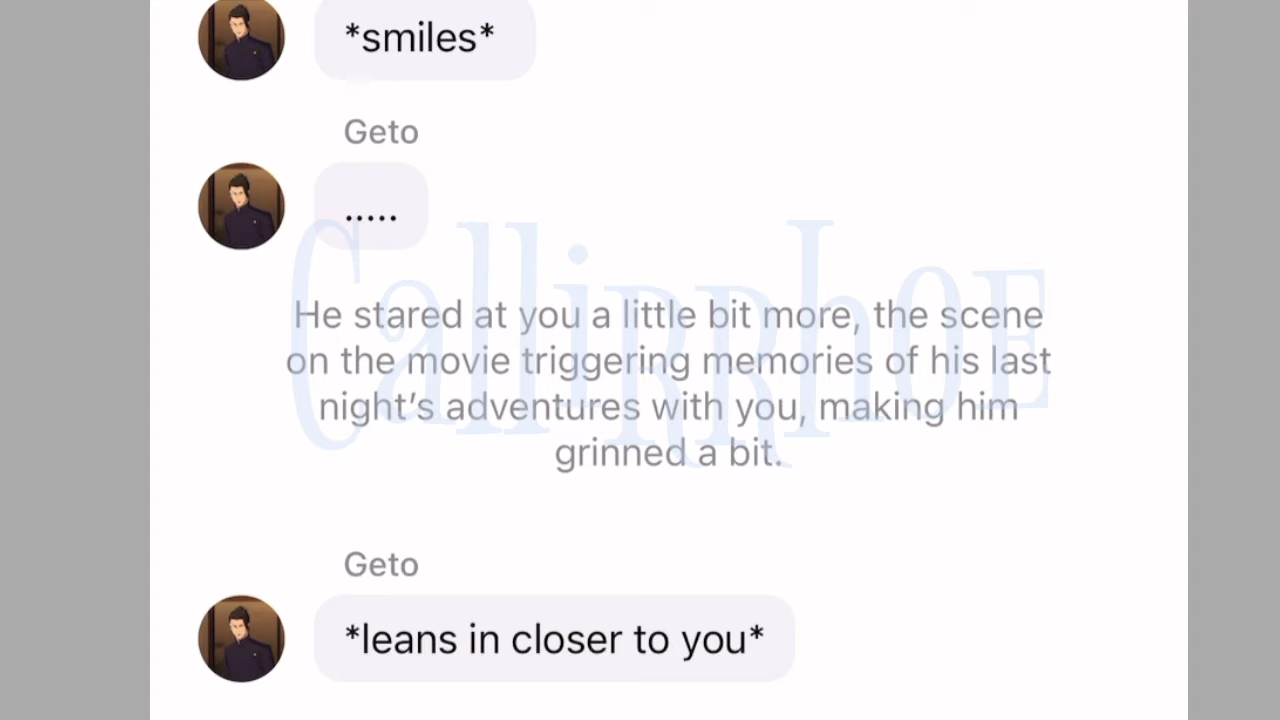 *smiles*
Geto
.....
CalliRRhOE
He stared at you a little bit more, the scene
on the movie triggering memories of his last
night’s adventures with you, making him
grinned a bit.
Geto
*leans in closer to you*